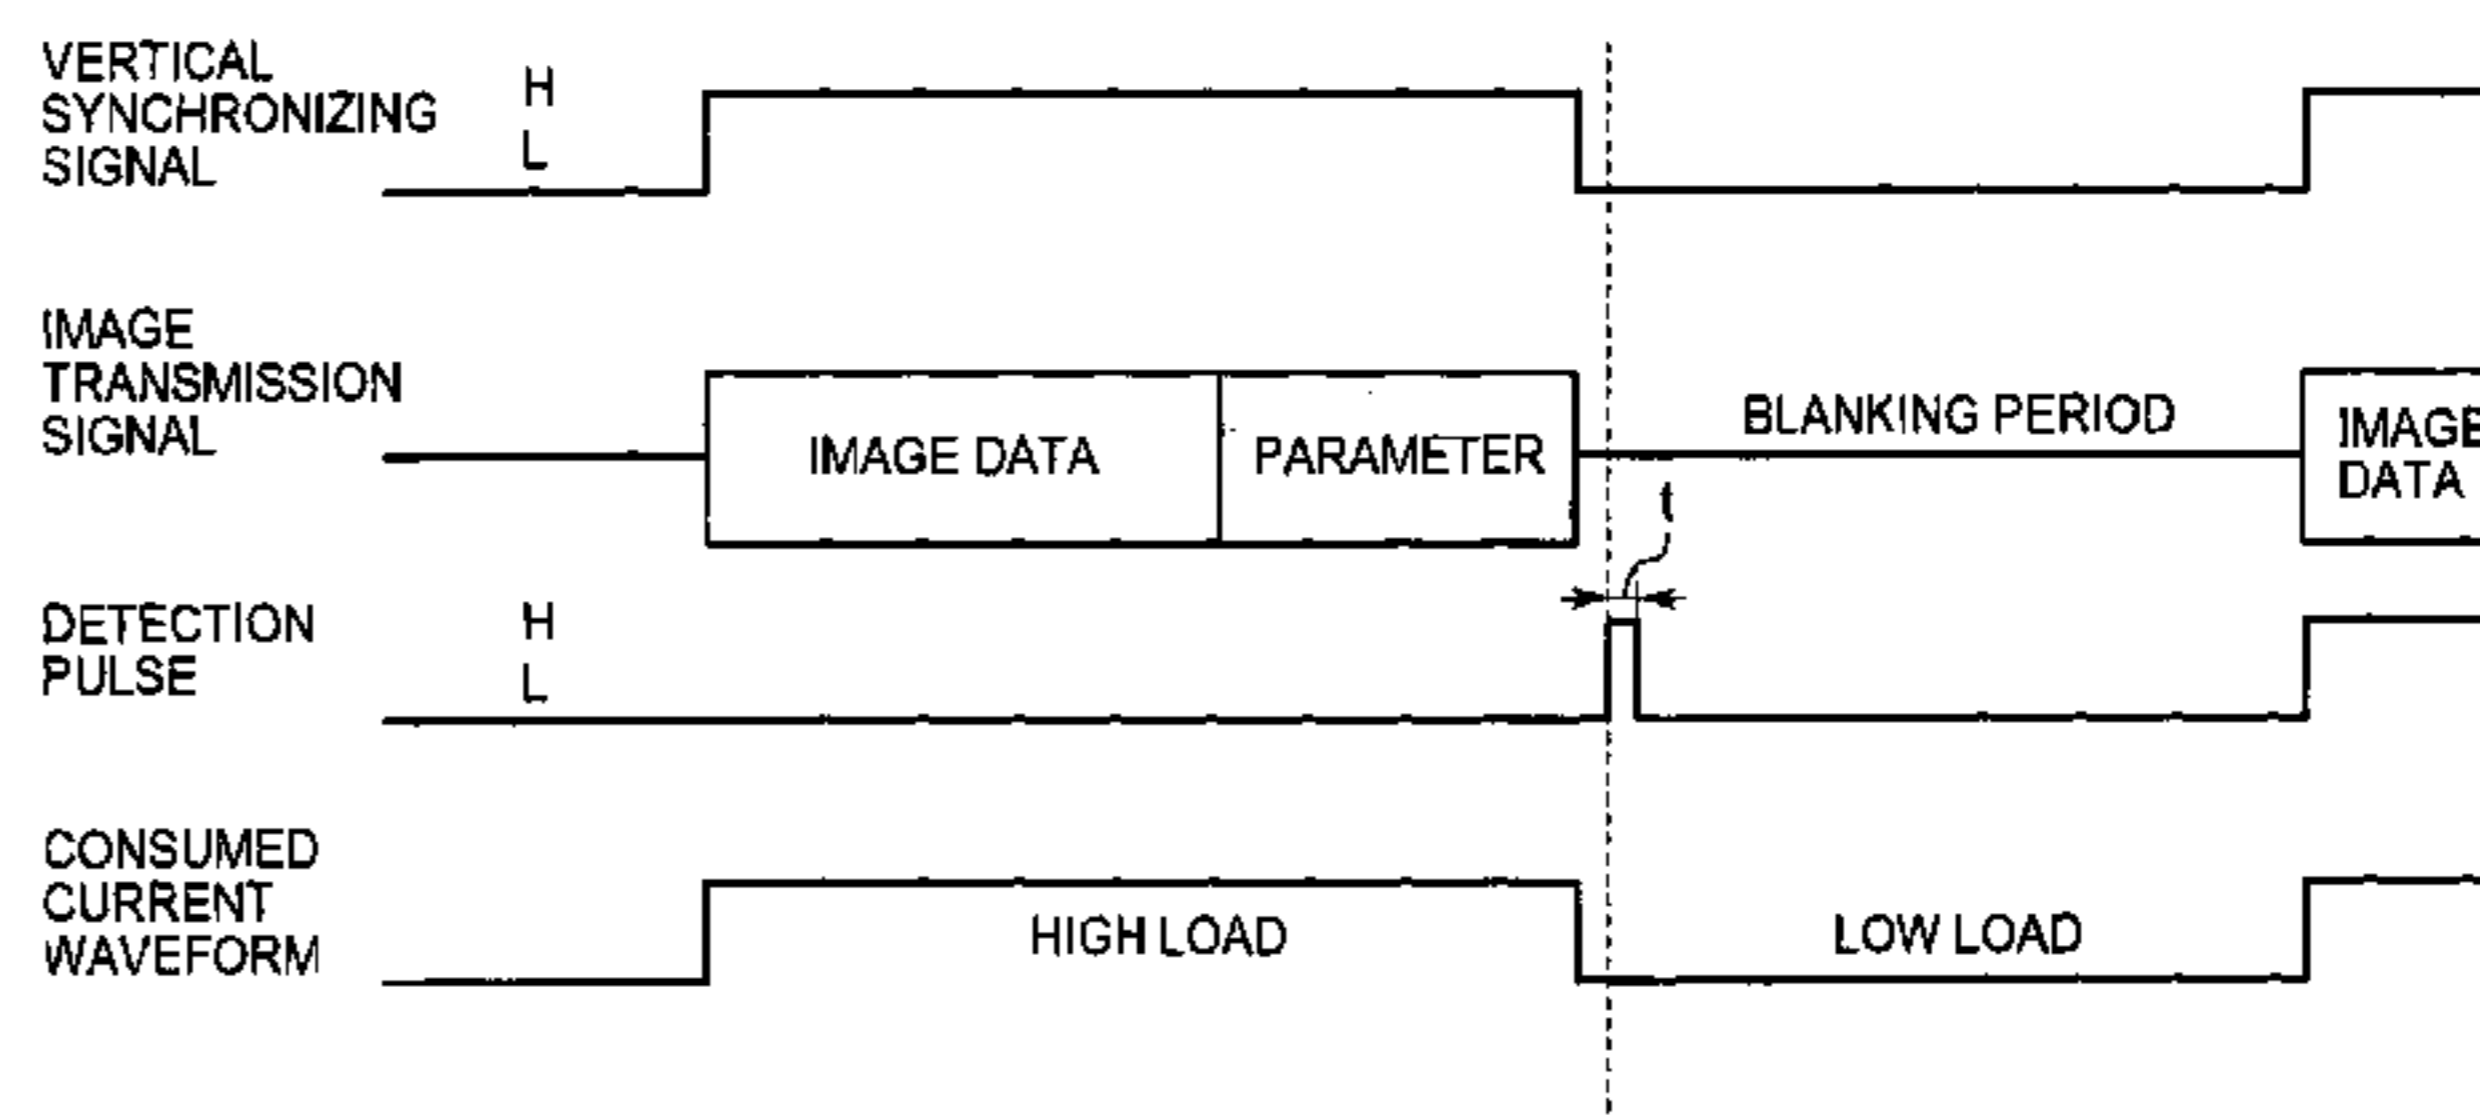 VERTICAL
SYNCHRONIZING
SIGNAL
H
L
IMAGE
TRANSMISSION
SIGNAL
IMAGE DATA
PARAMETER
BLANKING PERIOD
IMAGE
DATA
t
DETECTION
PULSE
H
L
CONSUMED
CURRENT
WAVEFORM
HIGH LOAD
LOW LOAD